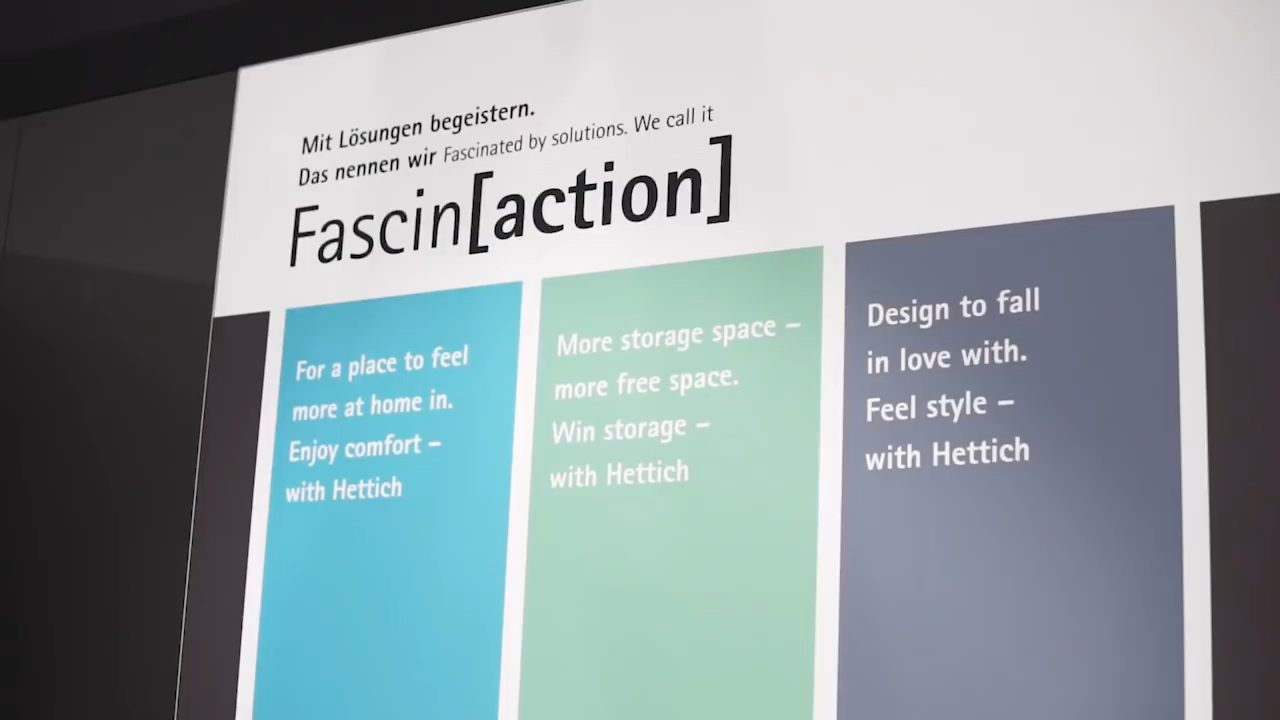 Mit Lösungen begeistern.
Das nennen wir Fascinated by solutions. We call it
Fascin[action]
For a place to feel
more at home in.
Enjoy comfort –
with Hettich
More storage space –
more free space.
Win storage –
with Hettich
Design to fall
in love with.
Feel style –
with Hettich